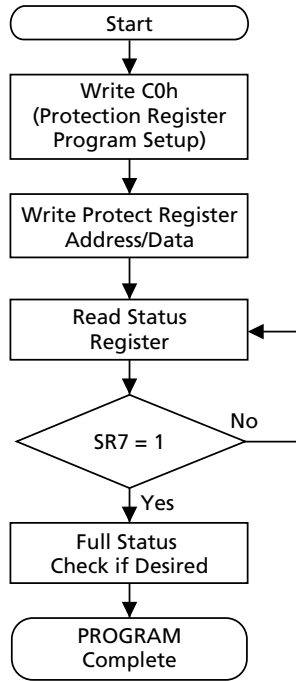 Start
Write C0h
(Protection Register
Program Setup)
Write Protect Register
Address/Data
Read Status
Register
No
SR7 = 1
Yes
Full Status
Check if Desired
PROGRAM
Complete